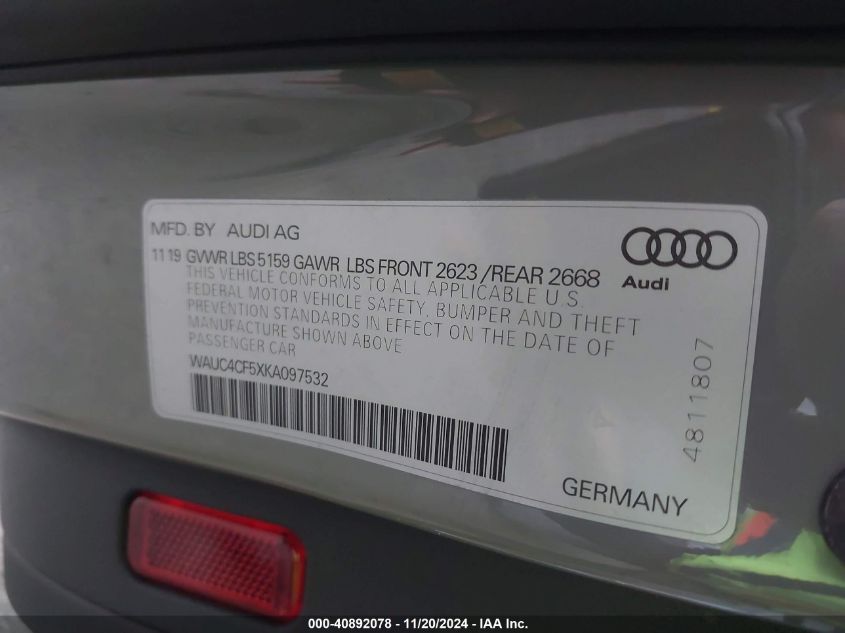 MFD. BY AUDI AG
11 19 GVWR LBS 5159 GAWR LBS FRONT 2623 /REAR 2668
THIS VEHICLE CONFORMS TO ALL APPLICABLE U.S.
FEDERAL MOTOR VEHICLE SAFETY, BUMPER AND THEFT
PREVENTION STANDARDS IN EFFECT ON THE DATE OF
MANUFACTURE SHOWN ABOVE
PASSENGER CAR
WAUC4CF5XKA097532
Audi
4811807
GERMANY
000-40892078 - 11/20/2024 - IAA Inc.